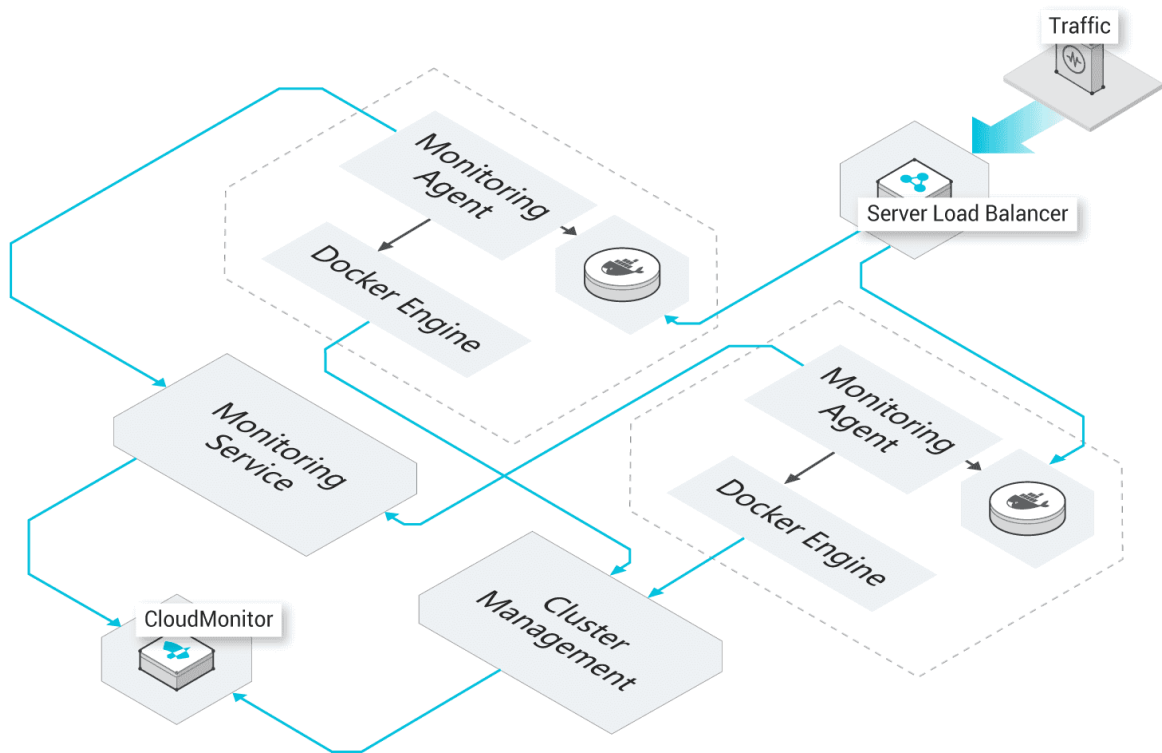 Traffic
Server Load Balancer
Monitoring
Agent
Docker Engine
Monitoring
Agent
Docker Engine
Monitoring
Service
Cluster
Management
CloudMonitor